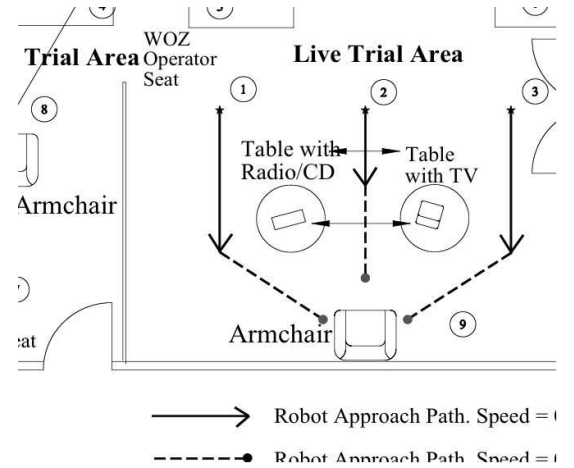 4
WOZ
Operator
Seat
Trial Area
Live Trial Area
1
2
3
8
Table with
Radio/CD
Table
with TV
Armchair
9
Armchair
Robot Approach Path. Speed =
Robot Approach Path. Speed =